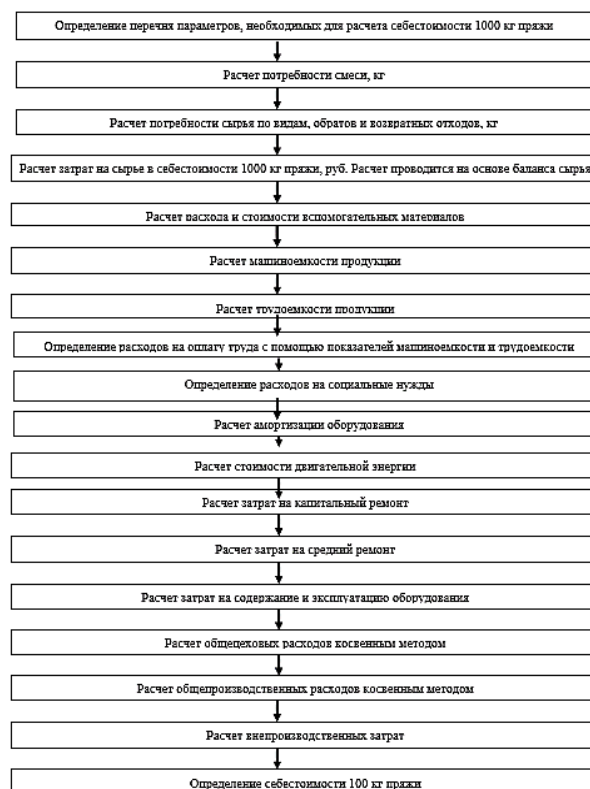 Определение перечня параметров, необходимых для расчета себестоимости 1000 кг пряжи
Расчет потребности смеси, кг
Расчет потребности сырья по видам, обратов и возвратных отходов, кг
Расчет затрат на сырье в себестоимости 1000 кг пряжи, руб. Расчет проводится на основе баланса сырья
Расчет расхода и стоимости вспомогательных материалов
Расчет машиноемкости продукции
Расчет трудоемкости продукции
Определение расходов на оплату труда с помощью показателей машиноемкости и трудоемкости
Определение расходов на социальные нужды
Расчет амортизации оборудования
Расчет стоимости двигательной энергии
Расчет затрат на капитальный ремонт
Расчет затрат на средний ремонт
Расчет затрат на содержание и эксплуатацию оборудования
Расчет общецеховых расходов косвенным методом
Расчет общепроизводственных расходов косвенным методом
Расчет внепроизводственных затрат
Определение себестоимости 100 кг пряжи